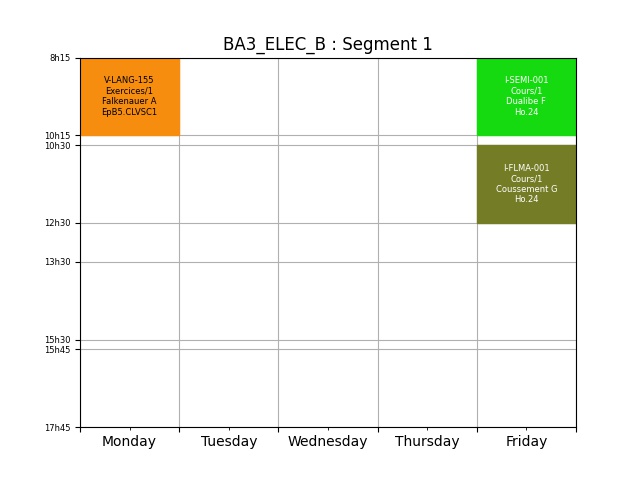 BA3_ELEC_B : Segment 1
8h15
V-LANG-155
Exercices/1
Falkenauer A
EpB5.CLVSC1
I-SEMI-001
Cours/1
Dualibe F
Ho.24
10h15
10h30
I-FLMA-001
Cours/1
Coussement G
Ho.24
12h30
13h30
15h30
15h45
17h45
Monday Tuesday Wednesday Thursday Friday